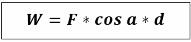 W = F * cos a * d